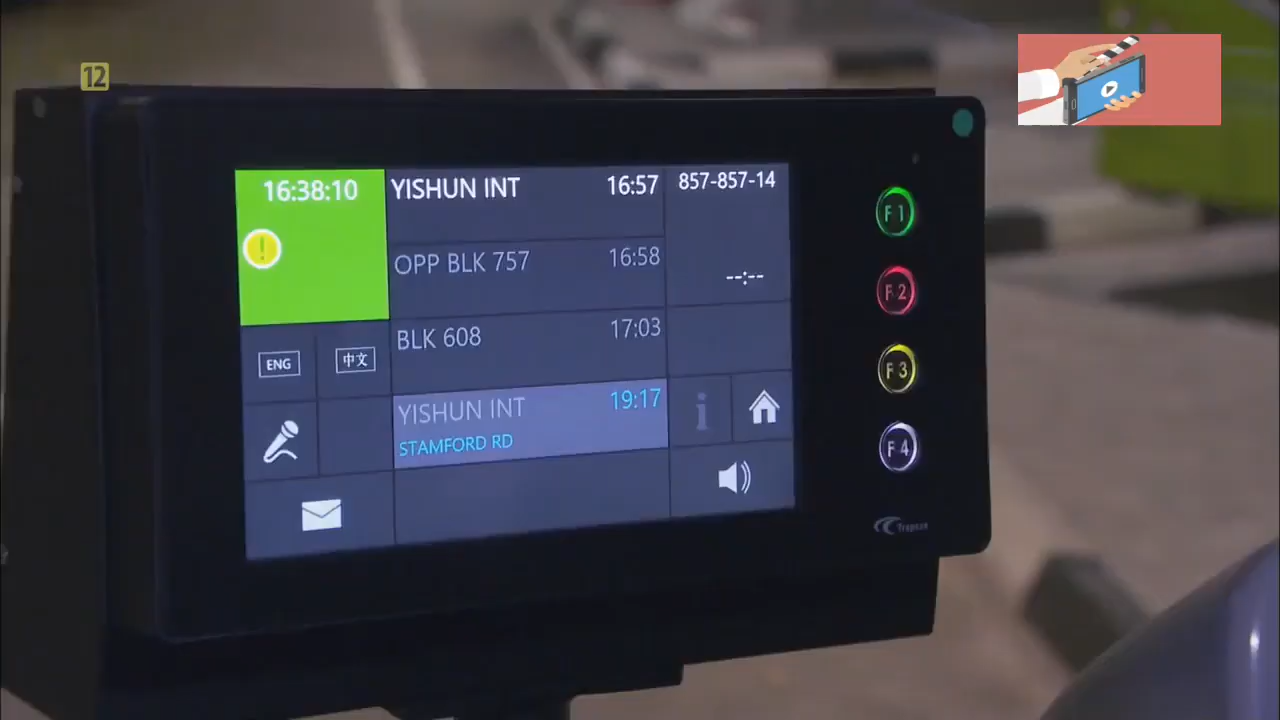 12
16:38:10
YISHUN INT 16:57
857-857-14
OPP BLK 757 16:58
--:--
BLK 608 17:03
ENG 中文
YISHUN INT 19:17
STAMFORD RD
i
F1
F2
F3
F4
Trapeze